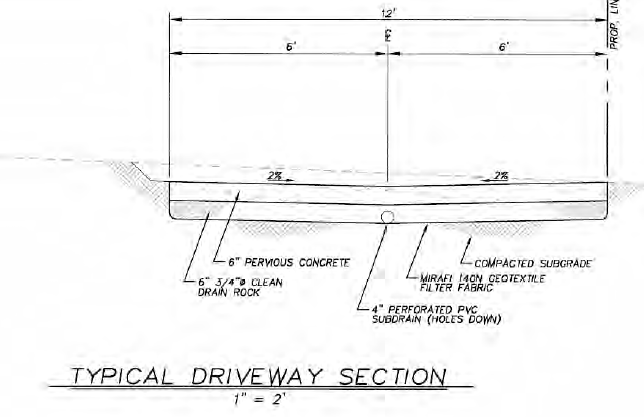 12'
PROP. LIN
℄
6'
6'
2%
2%
6" PERVIOUS CONCRETE
COMPACTED SUBGRADE
6" 3/4"ø CLEAN
DRAIN ROCK
MIRAFI 140N GEOTEXTILE
FILTER FABRIC
4" PERFORATED PVC
SUBDRAIN (HOLES DOWN)
TYPICAL DRIVEWAY SECTION
1" = 2'